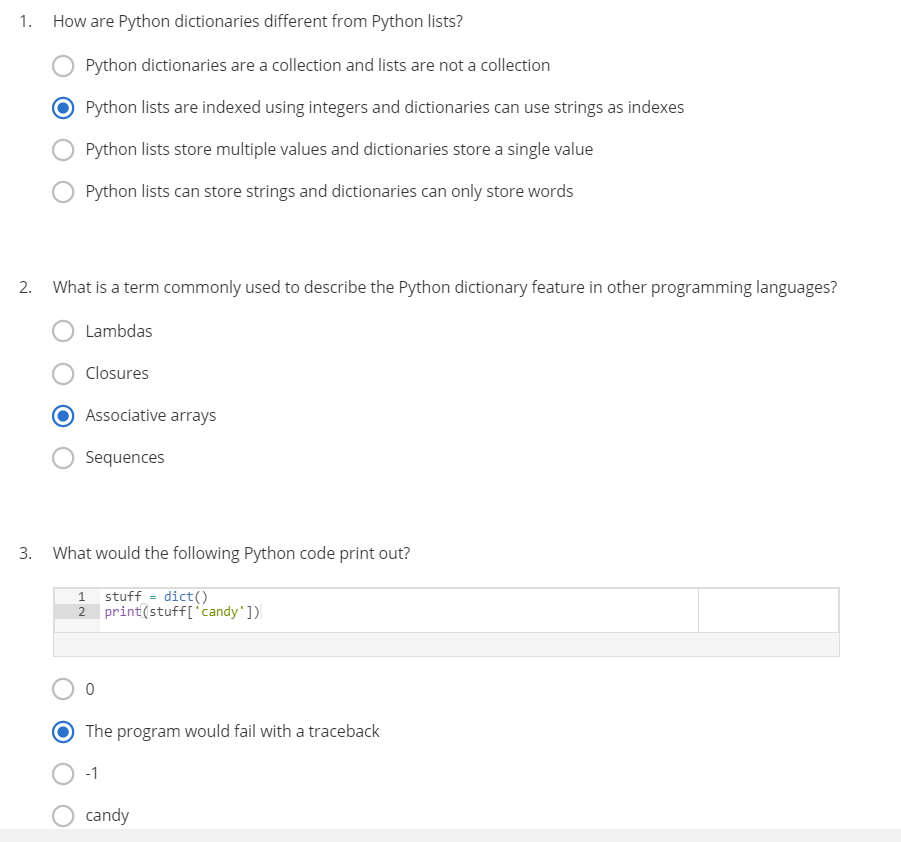 1. How are Python dictionaries different from Python lists?
Python dictionaries are a collection and lists are not a collection
Python lists are indexed using integers and dictionaries can use strings as indexes
Python lists store multiple values and dictionaries store a single value
Python lists can store strings and dictionaries can only store words
2. What is a term commonly used to describe the Python dictionary feature in other programming languages?
Lambdas
Closures
Associative arrays
Sequences
3. What would the following Python code print out?
1 stuff = dict()
2 print(stuff['candy'])
0
The program would fail with a traceback
-1
candy